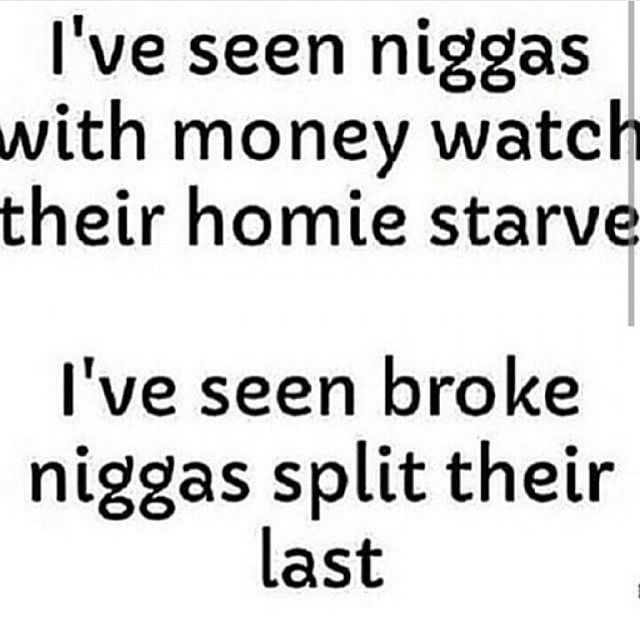 I've seen niggas
with money watch
their homie starve
I've seen broke
niggas split their
last